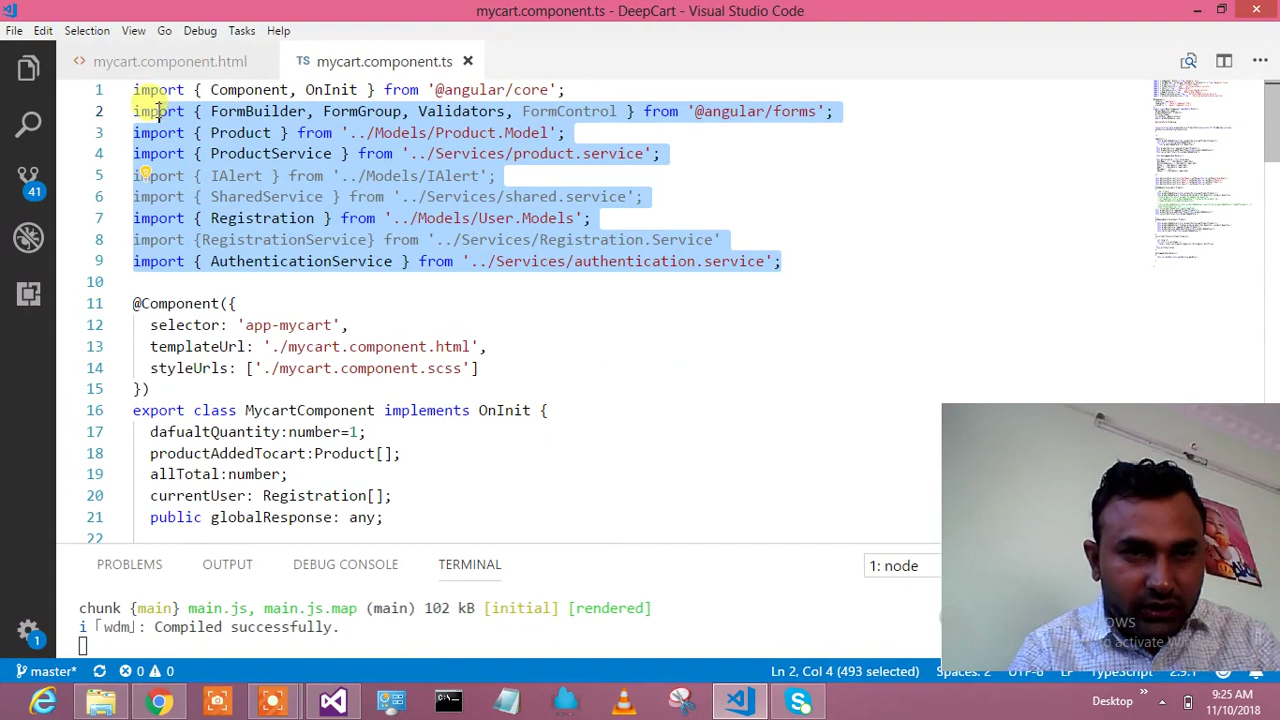 mycart.component.ts - DeepCart - Visual Studio Code
File Edit Selection View Go Debug Tasks Help
mycart.component.html
TS mycart.component.ts
1 import { Component, OnInit } from '@angular/core';
2 import { FormBuilder, FormGroup, Validators, FormControl } from '@angular/forms';
3 import { Product } from '../Models/Product.Model';
4 import { ProductService } from '../Services/product.service';
5 import { IAlert } from '../Models/IAlert';
6 import { SharedService } from '../Services/shared.service';
7 import { Registration } from '../Models/User.Models';
8 import {RegistrationService} from '../Services/Registration.Service'
9 import { AuthenticationService } from '../Services/authentication.service';
10
11 @Component({
12 selector: 'app-mycart',
13 templateUrl: './mycart.component.html',
14 styleUrls: ['./mycart.component.scss']
15 })
16 export class MycartComponent implements OnInit {
17 dafualtQuantity:number=1;
18 productAddedTocart:Product[];
19 allTotal:number;
20 currentUser: Registration[];
21 public globalResponse: any;
22
41
1
PROBLEMS OUTPUT DEBUG CONSOLE TERMINAL
1: node
chunk {main} main.js, main.js.map (main) 102 kB [initial] [rendered]
i ｢wdm｣: Compiled successfully.
master* 0 0 Ln 2, Col 4 (493 selected) Spaces: 2
Desktop
9:25 AM
11/10/2018